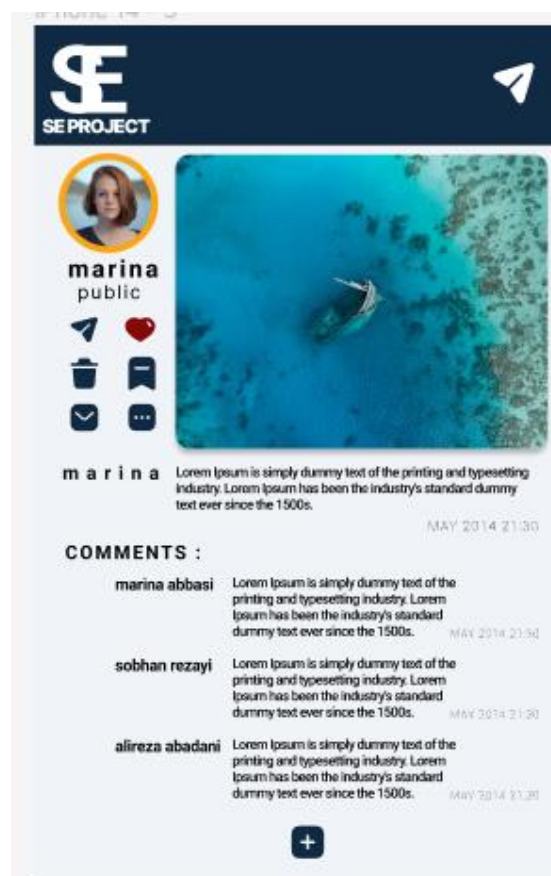 iPhone 14 - 5
SE
SE PROJECT
marina
public
marina
Lorem Ipsum is simply dummy text of the printing and typesetting
industry. Lorem Ipsum has been the industry's standard dummy
text ever since the 1500s.
MAY 2014 21:30
COMMENTS :
marina abbasi
Lorem Ipsum is simply dummy text of the
printing and typesetting industry. Lorem
Ipsum has been the industry's standard
dummy text ever since the 1500s.
MAY 2014 21:30
sobhan rezayi
Lorem Ipsum is simply dummy text of the
printing and typesetting industry. Lorem
Ipsum has been the industry's standard
dummy text ever since the 1500s.
MAY 2014 21:30
alireza abadani
Lorem Ipsum is simply dummy text of the
printing and typesetting industry. Lorem
Ipsum has been the industry's standard
dummy text ever since the 1500s.
MAY 2014 21:30